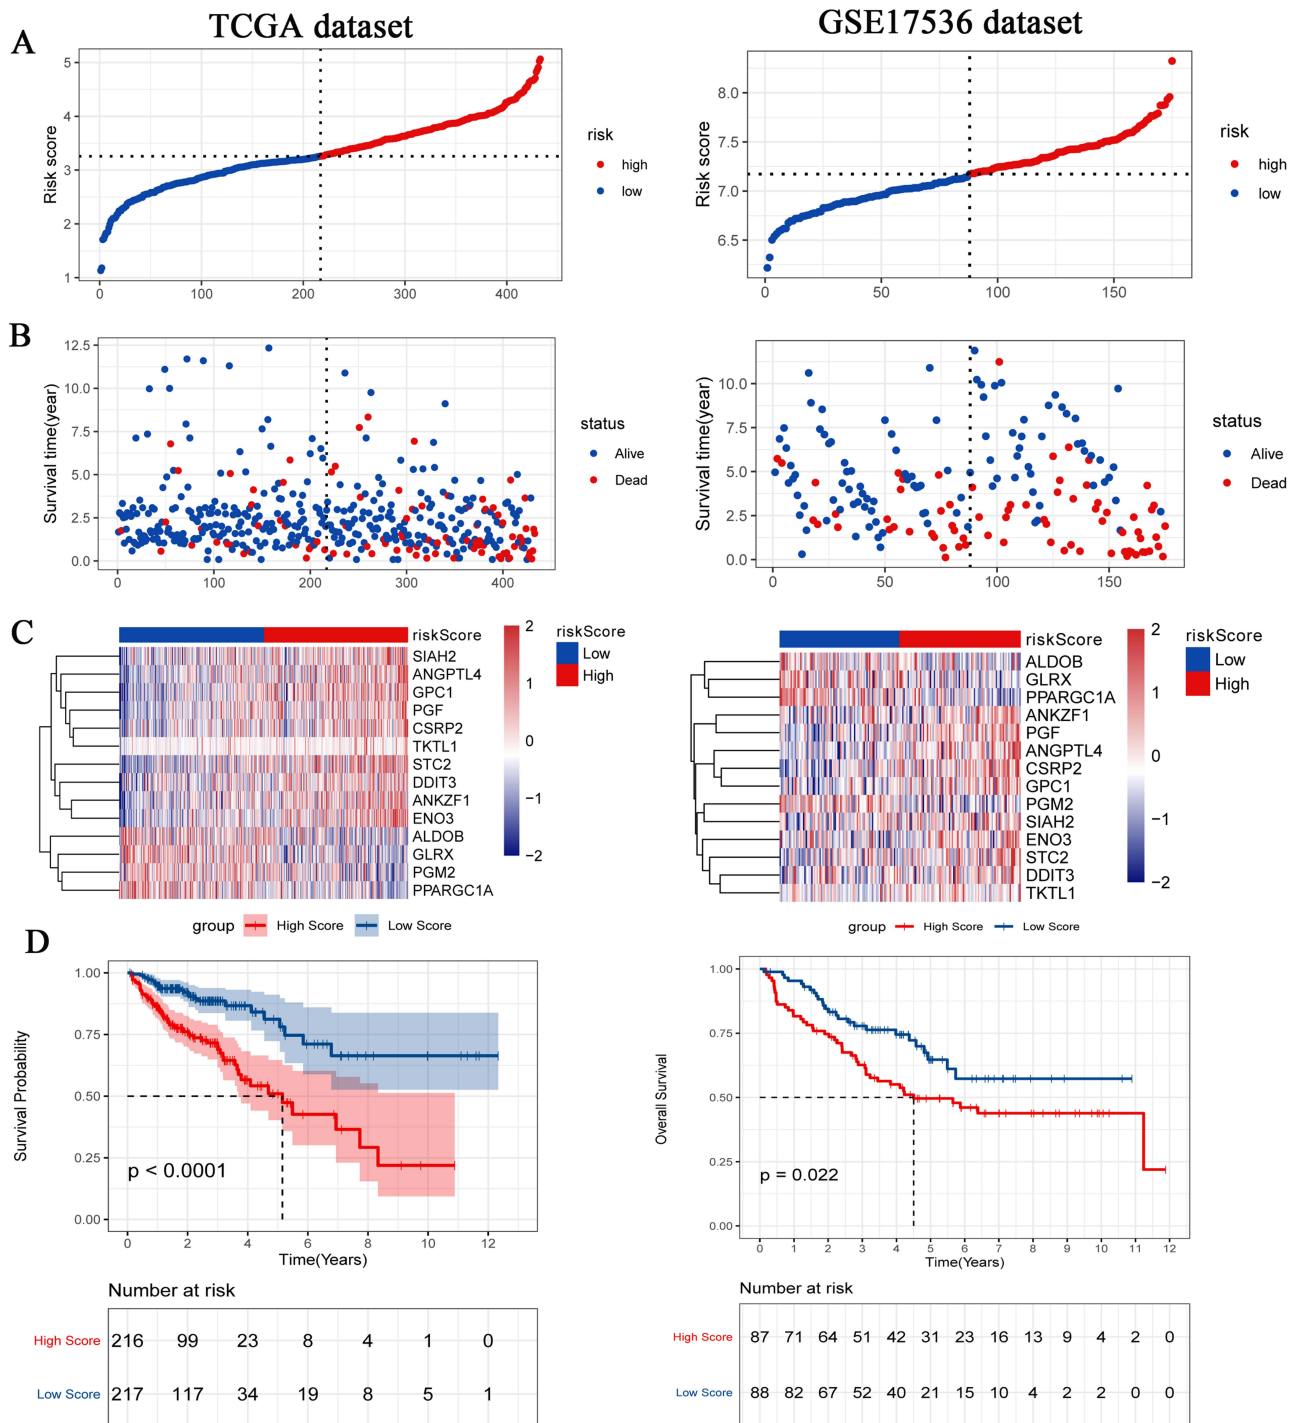 TCGA dataset
GSE17536 dataset
A
5
4
3
2
1
Risk score
0
100
200
300
400
risk
high
low
8.0
7.5
7.0
6.5
Risk score
0
50
100
150
risk
high
low
B
12.5
10.0
7.5
5.0
2.5
0.0
Survival time(year)
0
100
200
300
400
status
Alive
Dead
10.0
7.5
5.0
2.5
0.0
Survival time(year)
0
50
100
150
status
Alive
Dead
C
riskScore
SIAH2
ANGPTL4
GPC1
PGF
CSRP2
TKTL1
STC2
DDIT3
ANKZF1
ENO3
ALDOB
GLRX
PGM2
PPARGC1A
2
1
0
−1
−2
riskScore
Low
High
riskScore
ALDOB
GLRX
PPARGC1A
ANKZF1
PGF
ANGPTL4
CSRP2
GPC1
PGM2
SIAH2
ENO3
STC2
DDIT3
TKTL1
2
1
0
−1
−2
riskScore
Low
High
D
group High Score Low Score
1.00
0.75
0.50
0.25
0.00
Survival Probability
p < 0.0001
0 2 4 6 8 10 12
Time(Years)
Number at risk
High Score 216 99 23 8 4 1 0
Low Score 217 117 34 19 8 5 1
group High Score Low Score
1.00
0.75
0.50
0.25
0.00
Overall Survival
p = 0.022
0 1 2 3 4 5 6 7 8 9 10 11 12
Time(Years)
Number at risk
High Score 87 71 64 51 42 31 23 16 13 9 4 2 0
Low Score 88 82 67 52 40 21 15 10 4 2 2 0 0